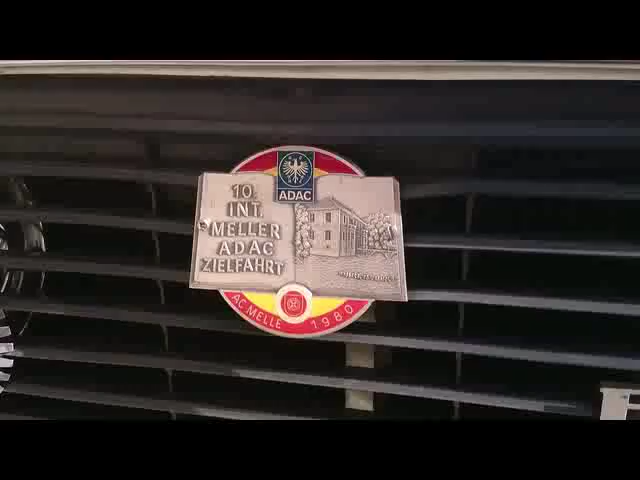 ADAC
10.
INT.
MELLER
ADAC
ZIELFAHRT
AC MELLE 1980